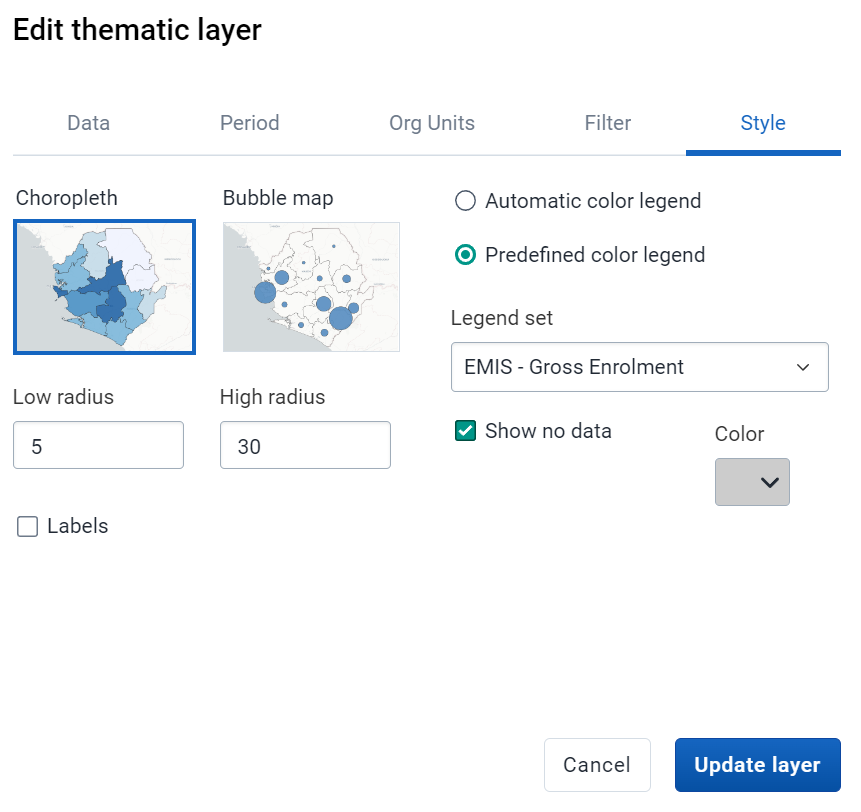 Edit thematic layer
Data Period Org Units Filter Style
Choropleth Bubble map
Automatic color legend
Predefined color legend
Legend set
EMIS - Gross Enrolment
Low radius High radius
5 30
Show no data Color
Labels
Cancel Update layer